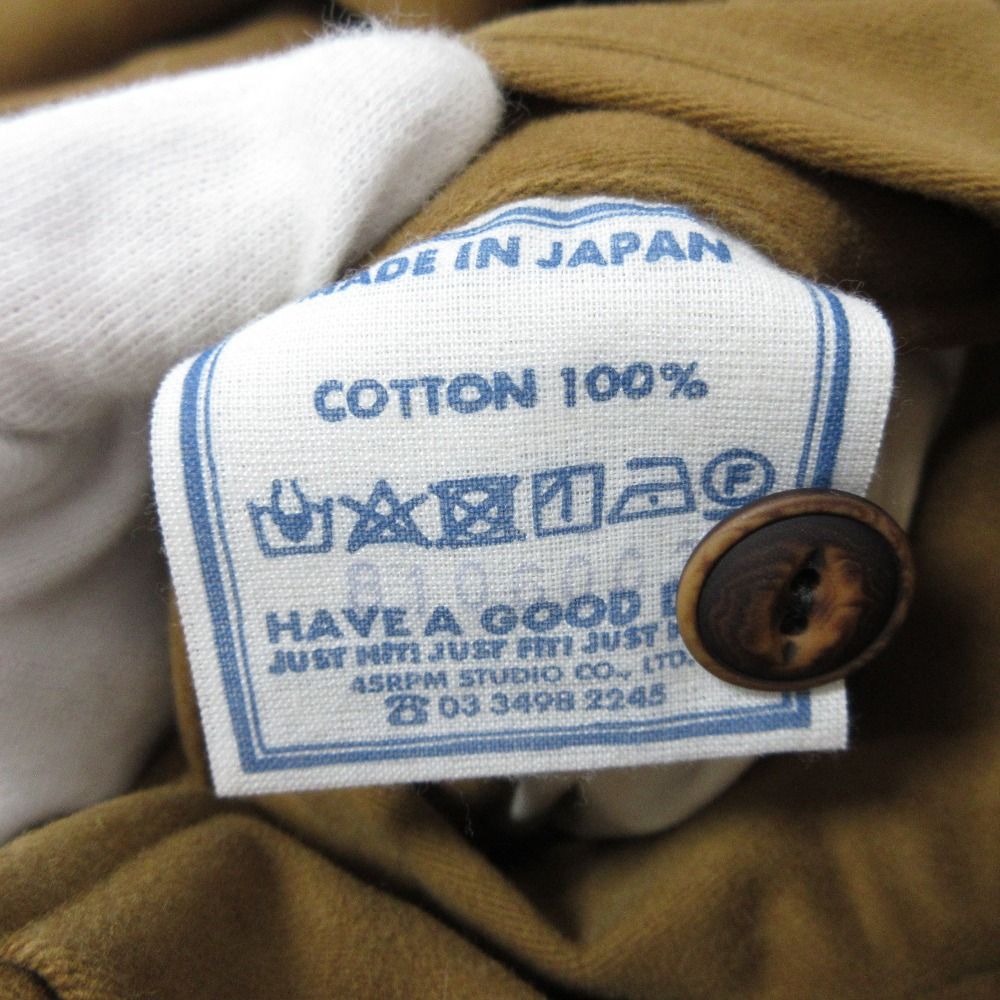 MADE IN JAPAN
COTTON 100%
F
HAVE A GOOD
JUST HIT! JUST FIT! JUST
45RPM STUDIO CO., LTD.
☎ 03 3498 2245